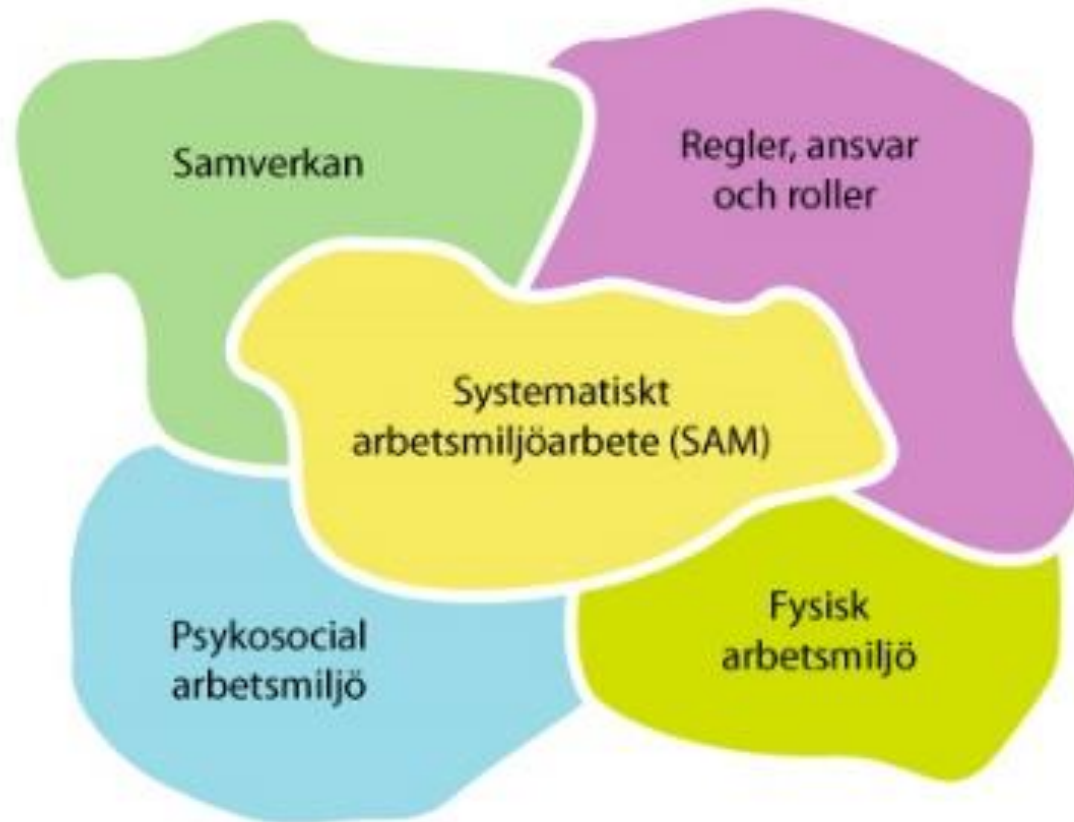 Samverkan
Regler, ansvar
och roller
Systematiskt
arbetsmiljöarbete (SAM)
Psykosocial
arbetsmiljö
Fysisk
arbetsmiljö